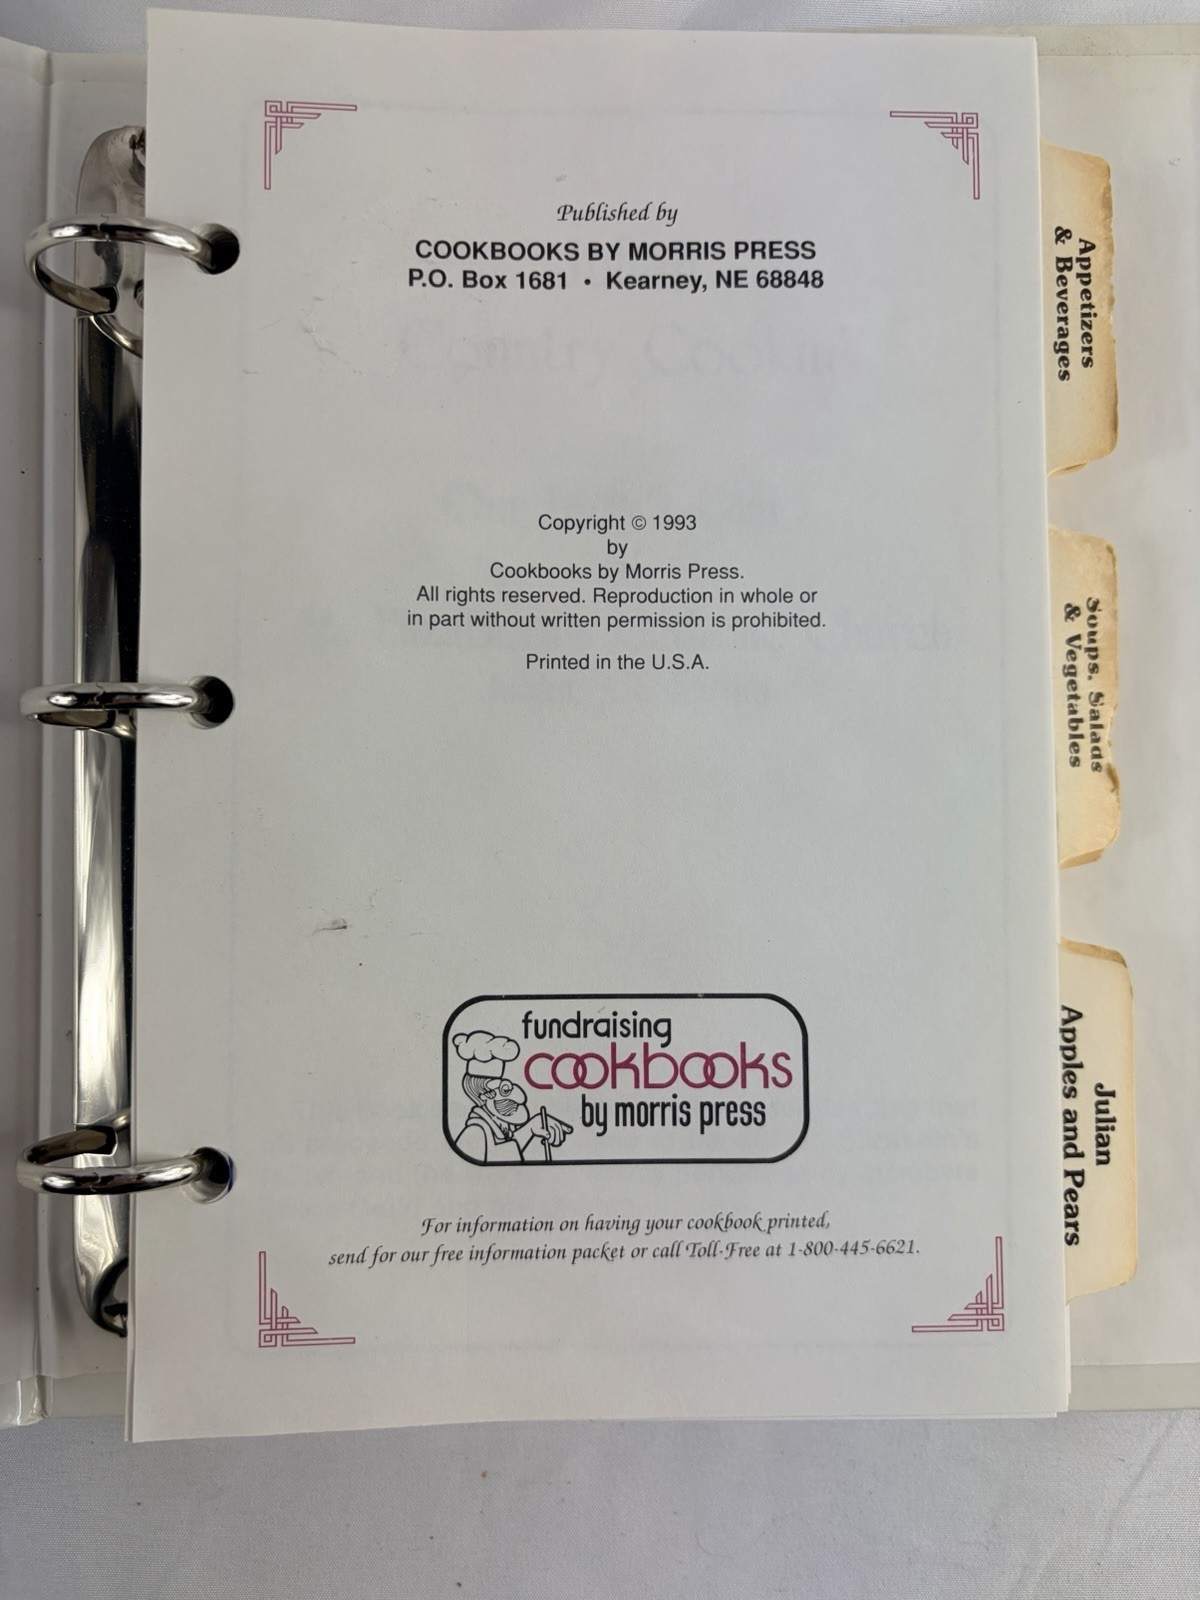 Published by
COOKBOOKS BY MORRIS PRESS
P.O. Box 1681 • Kearney, NE 68848
Country Cookin
Copyright © 1993
by
Cookbooks by Morris Press.
All rights reserved. Reproduction in whole or
in part without written permission is prohibited.
Church
Printed in the U.S.A.
fundraising
cookbooks
by morris press
For information on having your cookbook printed,
send for our free information packet or call Toll-Free at 1-800-445-6621.
Appetizers
& Beverages
Soups, Salads
& Vegetables
Julian
Apples and Pears